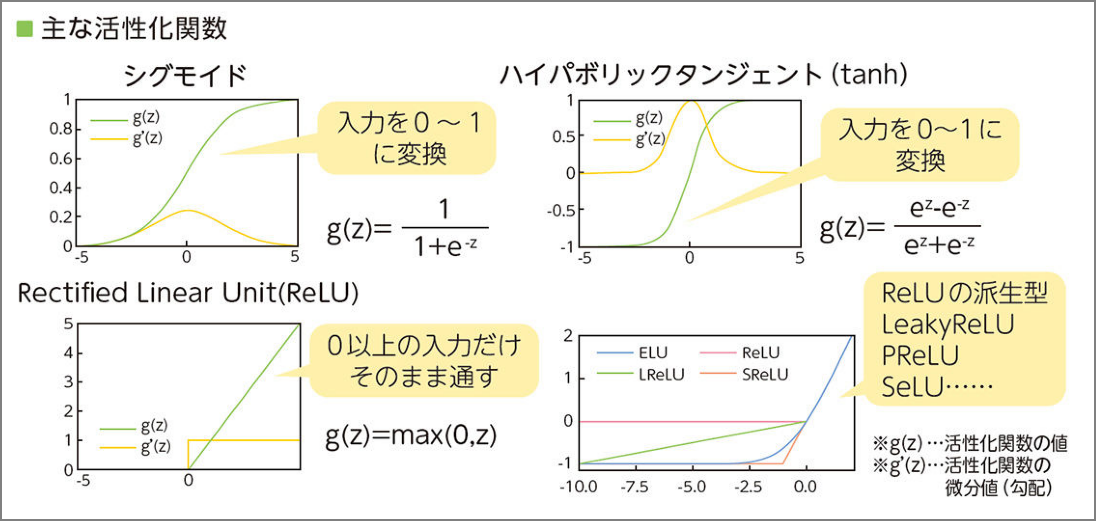 主な活性化関数
シグモイド
1
0.8
0.6
0.4
0.2
0
-5
0
5
g(z)
g'(z)
入力を0〜1
に変換
g(z)= 1
1+e-z
ハイパボリックタンジェント(tanh)
1
0.5
0
-0.5
-1
-5
0
5
g(z)
g'(z)
入力を0〜1に
変換
g(z)= ez-e-z
ez+e-z
Rectified Linear Unit(ReLU)
5
4
3
2
1
0
-5
0
g(z)
g'(z)
0以上の入力だけ
そのまま通す
g(z)=max(0,z)
2
1
0
-1
-10.0
-7.5
-5.0
-2.5
0.0
ELU
ReLU
LReLU
SReLU
ReLUの派生型
LeakyReLU
PReLU
SeLU……
※g(z)…活性化関数の値
※g'(z)…活性化関数の
微分値(勾配)